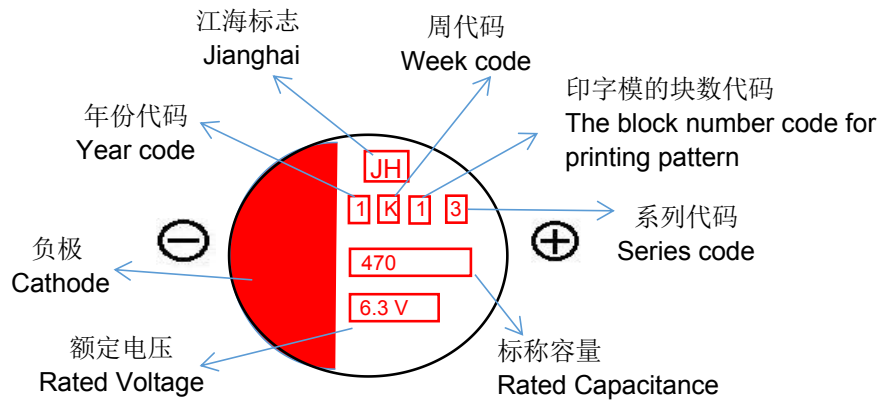 江海标志
Jianghai
周代码
Week code
印字模的块数代码
The block number code for
printing pattern
年份代码
Year code
JH
1 K 1 3
系列代码
Series code
负极
Cathode
470
6.3 V
额定电压
Rated Voltage
标称容量
Rated Capacitance